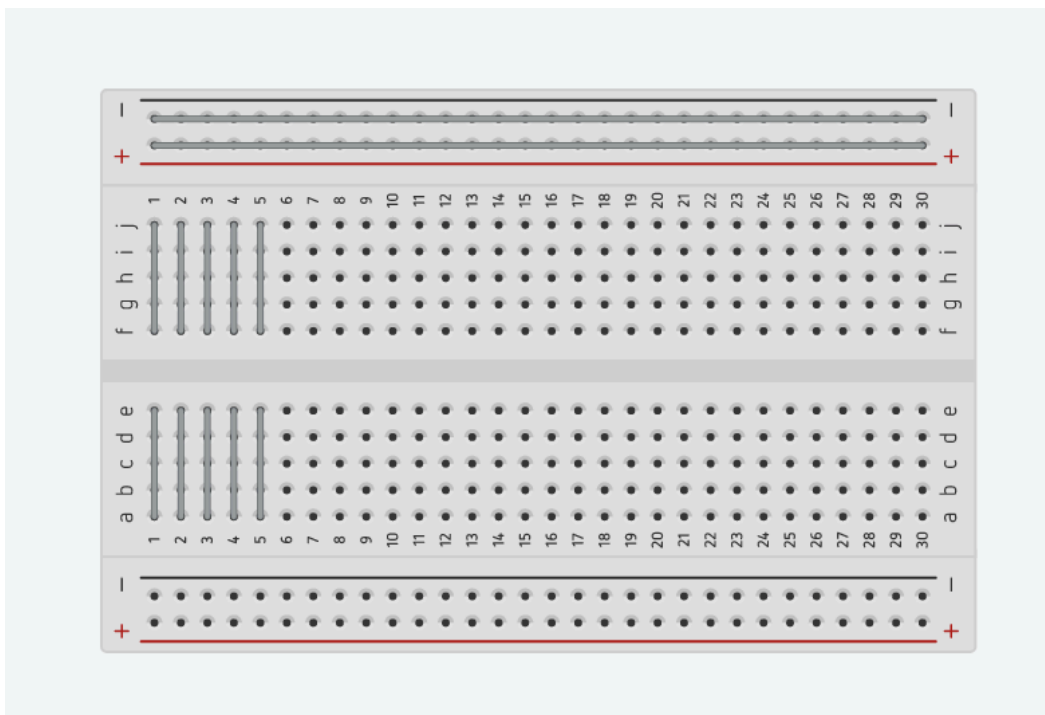 − −
+ +
1 2 3 4 5 6 7 8 9 10 11 12 13 14 15 16 17 18 19 20 21 22 23 24 25 26 27 28 29 30
j j
i i
h h
g g
f f
e e
d d
c c
b b
a a
1 2 3 4 5 6 7 8 9 10 11 12 13 14 15 16 17 18 19 20 21 22 23 24 25 26 27 28 29 30
− −
+ +